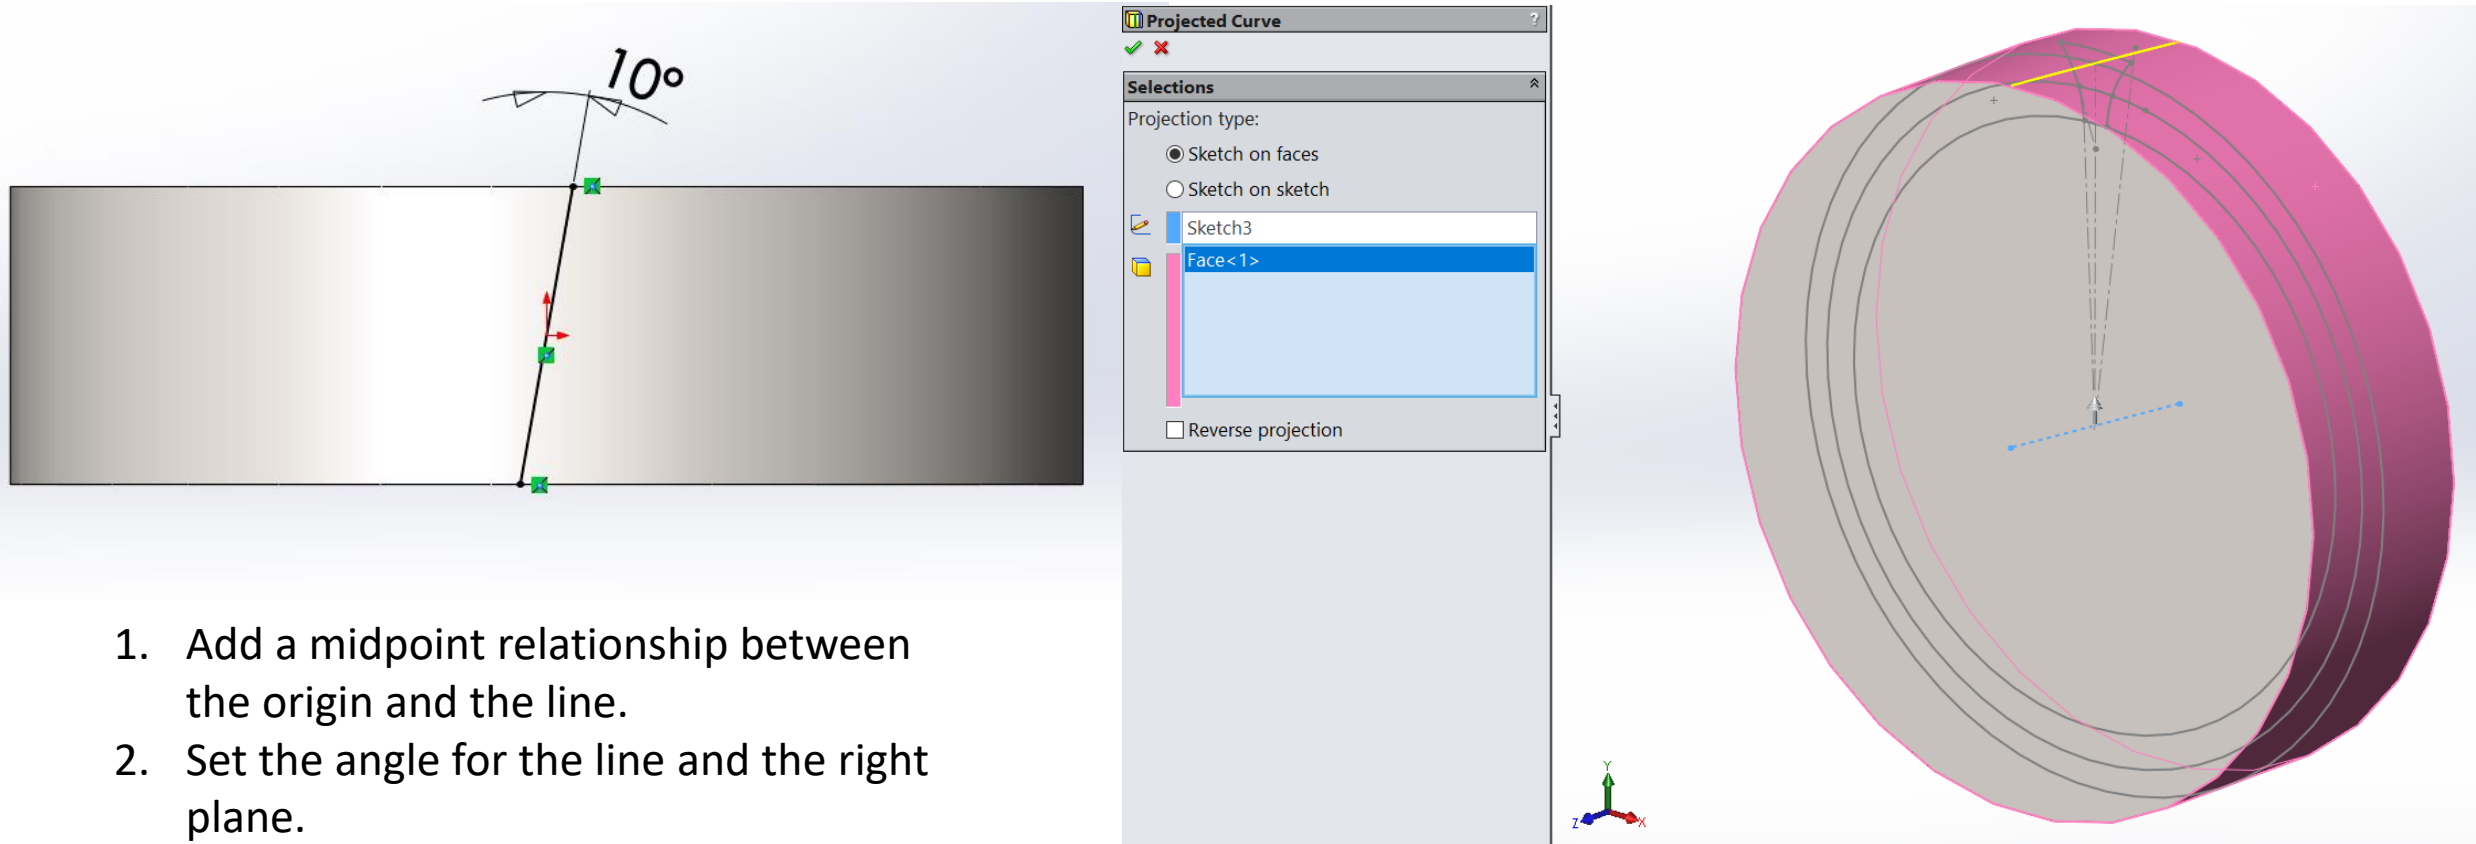 10°
1. Add a midpoint relationship between
the origin and the line.
2. Set the angle for the line and the right
plane.
Projected Curve ?
Selections
Projection type:
Sketch on faces
Sketch on sketch
Sketch3
Face<1>
Reverse projection
Y
Z
X